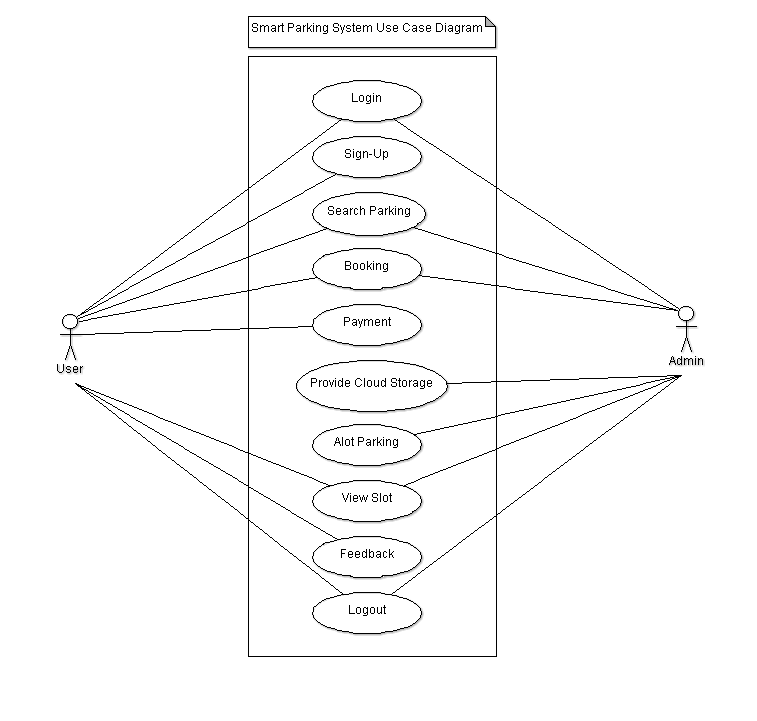 Smart Parking System Use Case Diagram
Login
Sign-Up
Search Parking
Booking
Payment
User
Admin
Provide Cloud Storage
Alot Parking
View Slot
Feedback
Logout